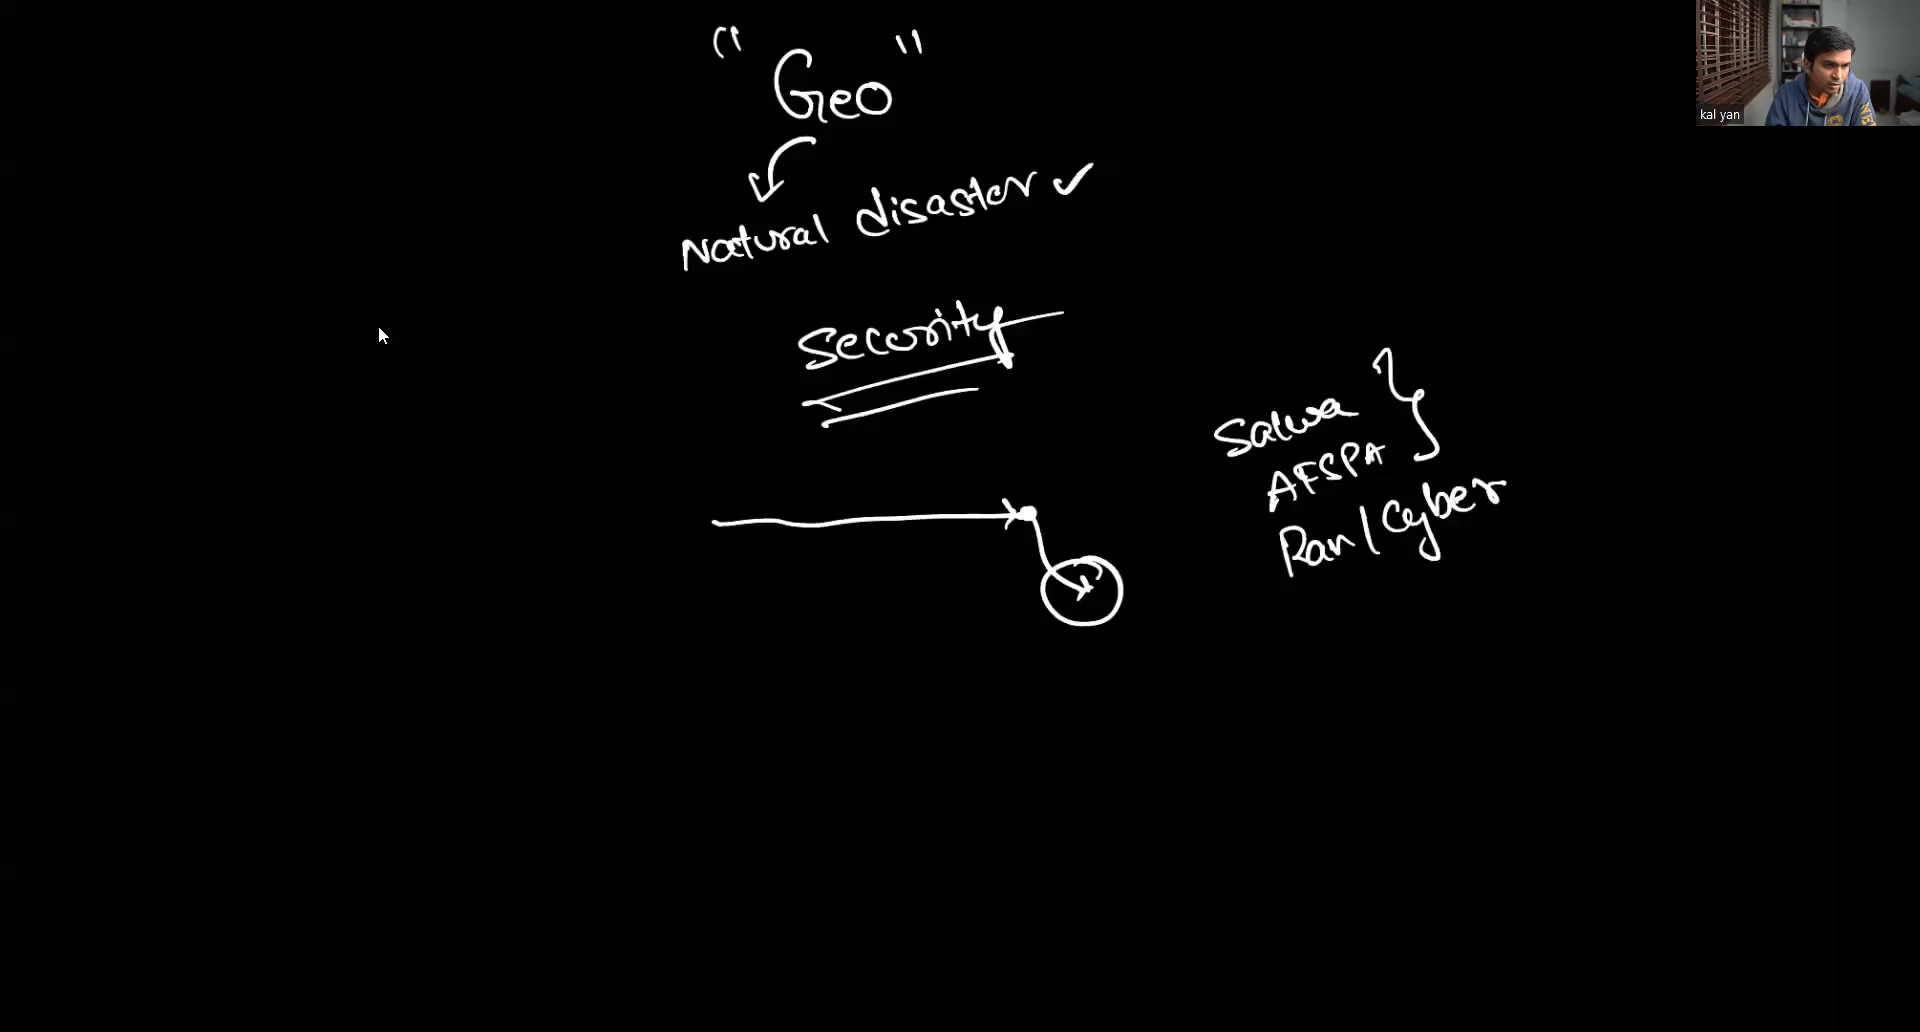 "Geo"
kal yan
Natural disaster ✓
Security
Salwa
AFSPA
Ran/Cyber